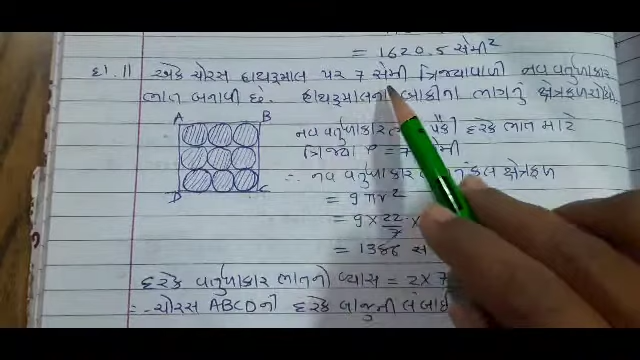 = 1620.5 સેમી²
દા.11 એક ચોરસ હાથરૂમાલ પર 7 સેમી ત્રિજ્યાવાળી નવ વર્તુળાકાર
ભાત બનાવી છે. હાથરૂમાલના બાકીના ભાગનું ક્ષેત્રફળ શોધો.
A B
D C
નવ વર્તુળાકાર પૈકી દરેક ભાત માટે
ત્રિજ્યા r = 7 સેમી
∴ નવ વર્તુળાકાર કુલ ક્ષેત્રફળ
= 9πr²
= 9 × 22/7 ×
= 1386
દરેક વર્તુળાકાર ભાતનો વ્યાસ = 2 × 7
∴ ચોરસ ABCD ની દરેક બાજુની લંબાઈ